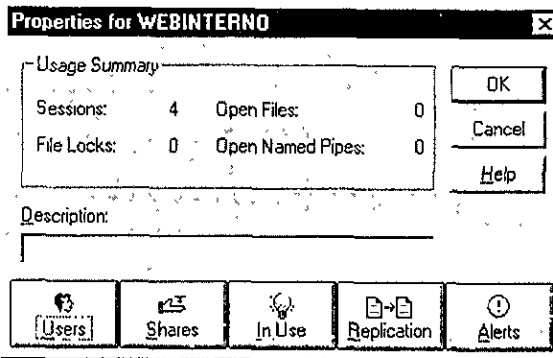 Properties for WEBINTERNO
Usage Summary
Sessions: 4 Open Files: 0
File Locks: 0 Open Named Pipes: 0
OK
Cancel
Help
Description:
Users Shares In Use Replication Alerts